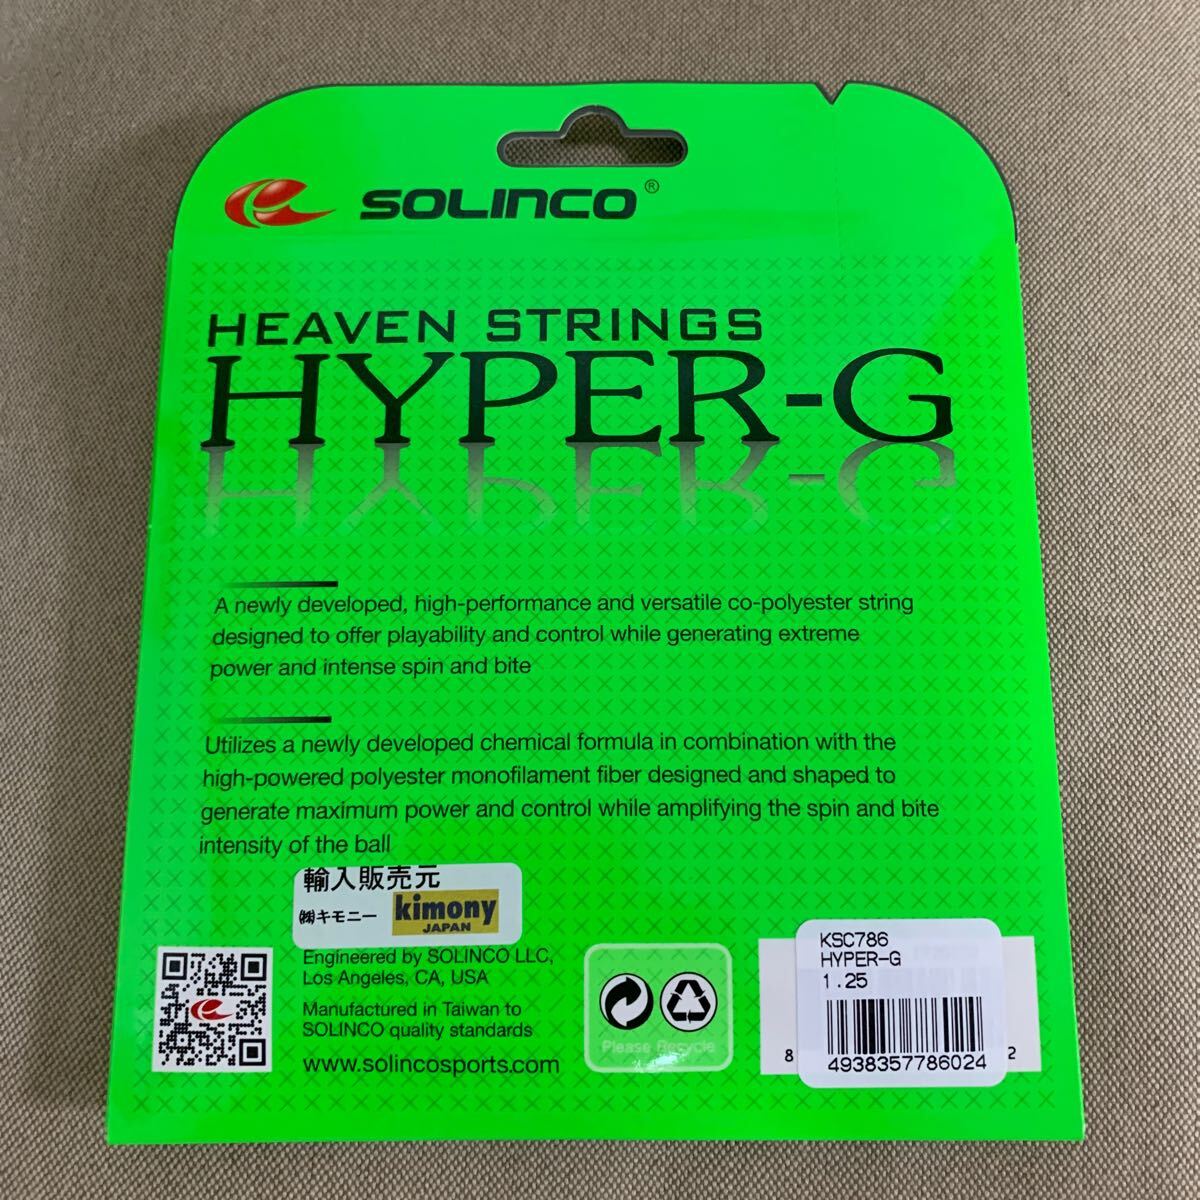 SOLINCO®
HEAVEN STRINGS
HYPER-G
A newly developed, high-performance and versatile co-polyester string
designed to offer playability and control while generating extreme
power and intense spin and bite
Utilizes a newly developed chemical formula in combination with the
high-powered polyester monofilament fiber designed and shaped to
generate maximum power and control while amplifying the spin and bite
intensity of the ball
輸入販売元
㈱キモニー
kimony
JAPAN
Engineered by SOLINCO LLC,
Los Angeles, CA, USA
Manufactured in Taiwan to
SOLINCO quality standards
www.solincosports.com
Please Recycle
KSC786
HYPER-G
1.25
4938357786024
8 2